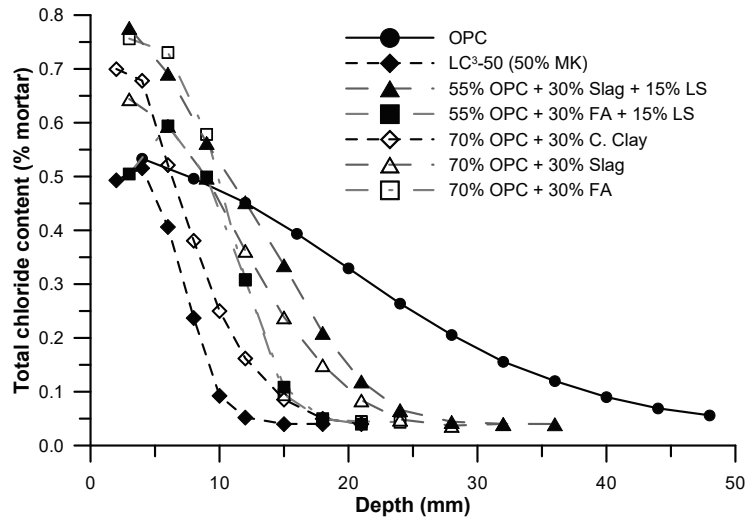 Total chloride content (% mortar)
0.8
0.7
0.6
0.5
0.4
0.3
0.2
0.1
0.0
OPC
LC³-50 (50% MK)
55% OPC + 30% Slag + 15% LS
55% OPC + 30% FA + 15% LS
70% OPC + 30% C. Clay
70% OPC + 30% Slag
70% OPC + 30% FA
0 10 20 30 40 50
Depth (mm)